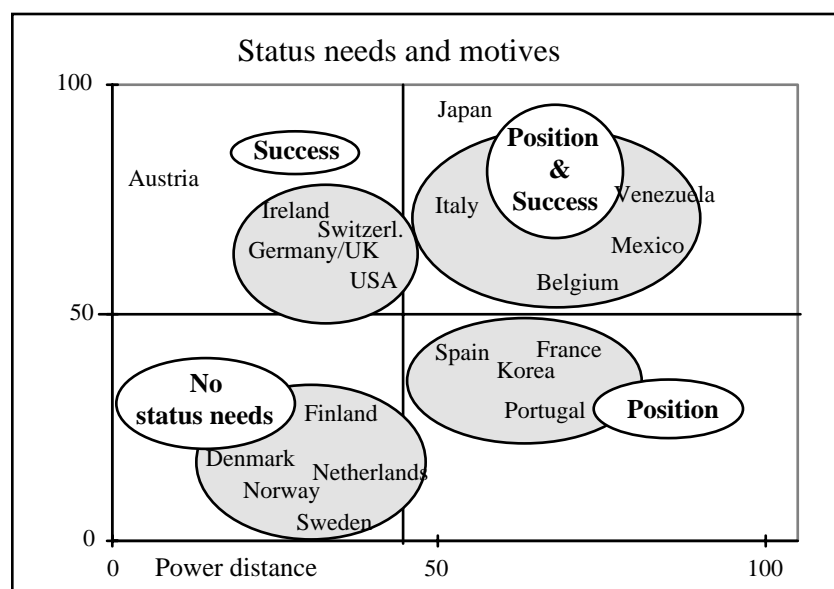 Status needs and motives
100
Japan
Position
&
Success
Success
Austria
Venezuela
Italy
Ireland
Switzerl.
Germany/UK
Mexico
USA
Belgium
50
Spain
France
Korea
No
status needs
Finland
Portugal
Position
Denmark
Netherlands
Norway
Sweden
0
0
Power distance
50
100